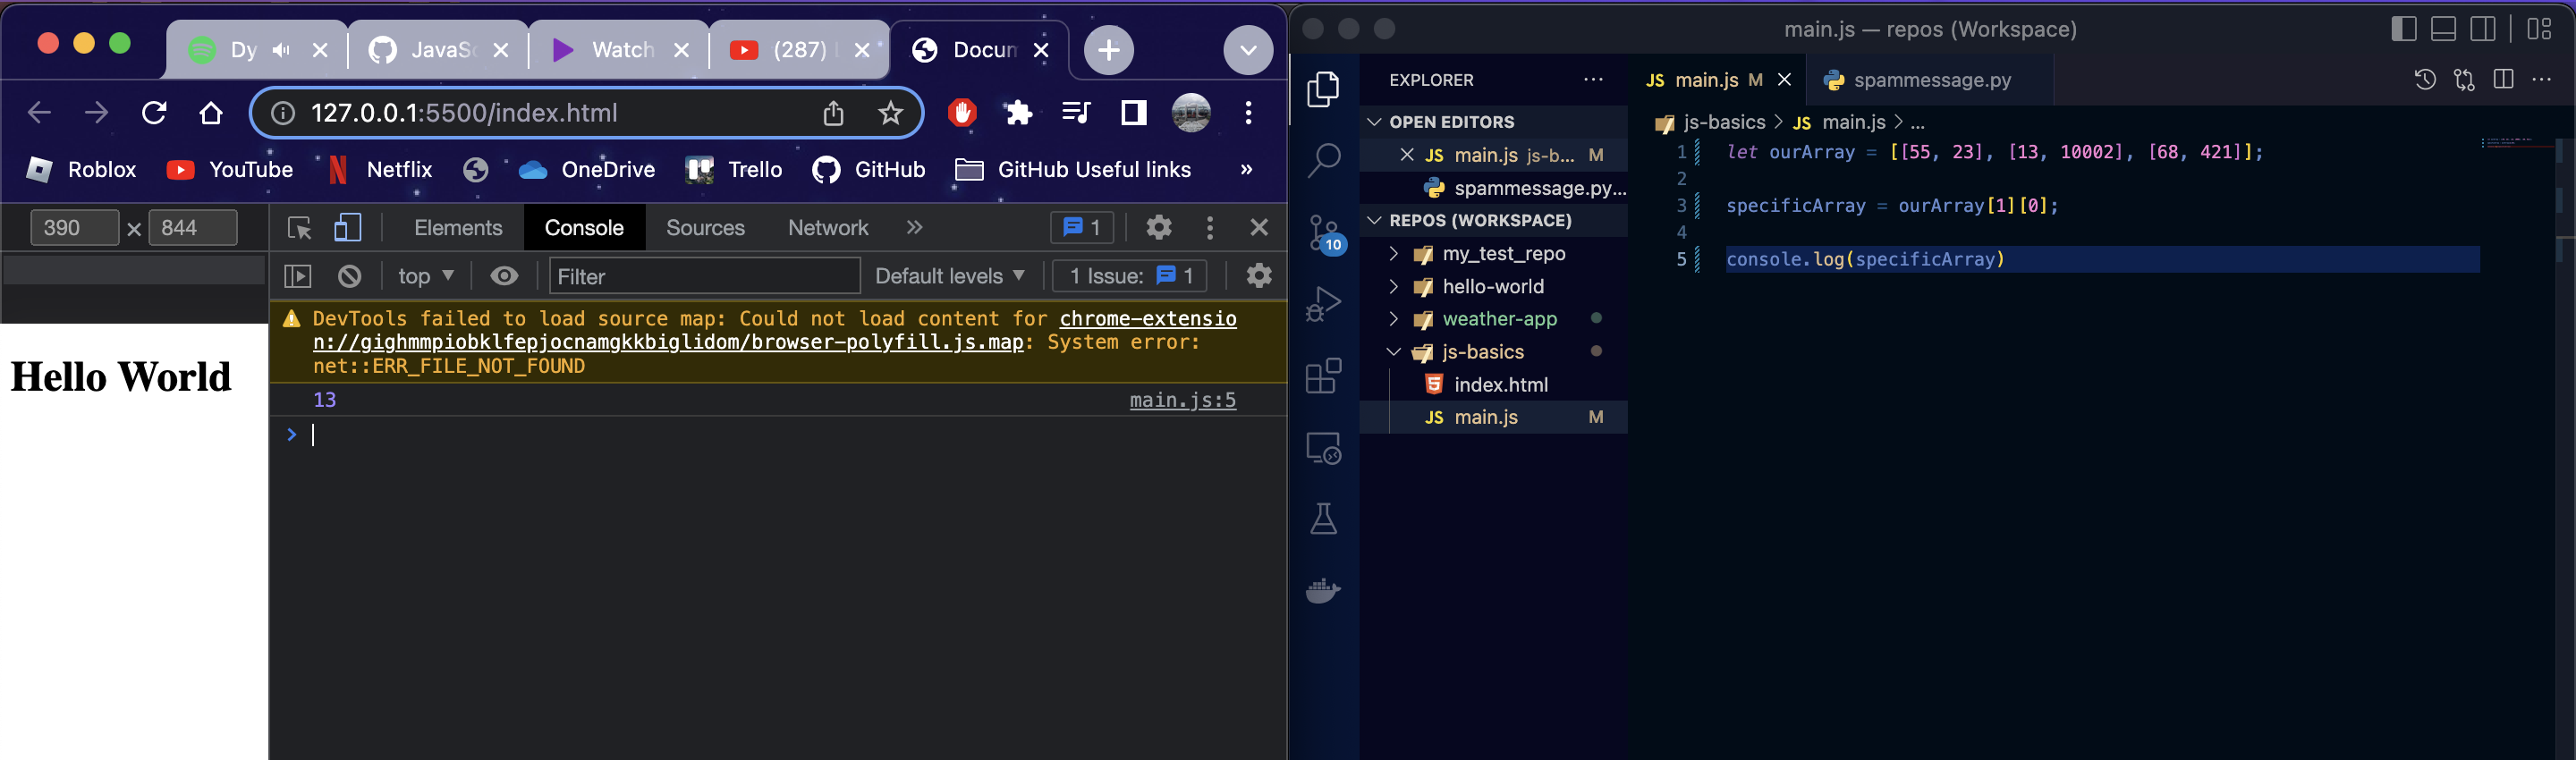 Dy
JavaSc
Watch
(287)
Docum
127.0.0.1:5500/index.html
Roblox
YouTube
Netflix
OneDrive
Trello
GitHub
GitHub Useful links
»
390 × 844
Elements
Console
Sources
Network
»
1
top
Filter
Default levels
1 Issue: 1
DevTools failed to load source map: Could not load content for chrome-extensio
n://gighmmpiobklfepjocnamgkkbiglidom/browser-polyfill.js.map: System error:
net::ERR_FILE_NOT_FOUND
13
main.js:5
>
Hello World
main.js — repos (Workspace)
EXPLORER
...
OPEN EDITORS
JS main.js js-b... M
spammessage.py...
REPOS (WORKSPACE)
10
my_test_repo
hello-world
weather-app
js-basics
index.html
JS main.js M
JS main.js M
spammessage.py
js-basics > JS main.js > ...
1 let ourArray = [[55, 23], [13, 10002], [68, 421]];
2
3 specificArray = ourArray[1][0];
4
5 console.log(specificArray)